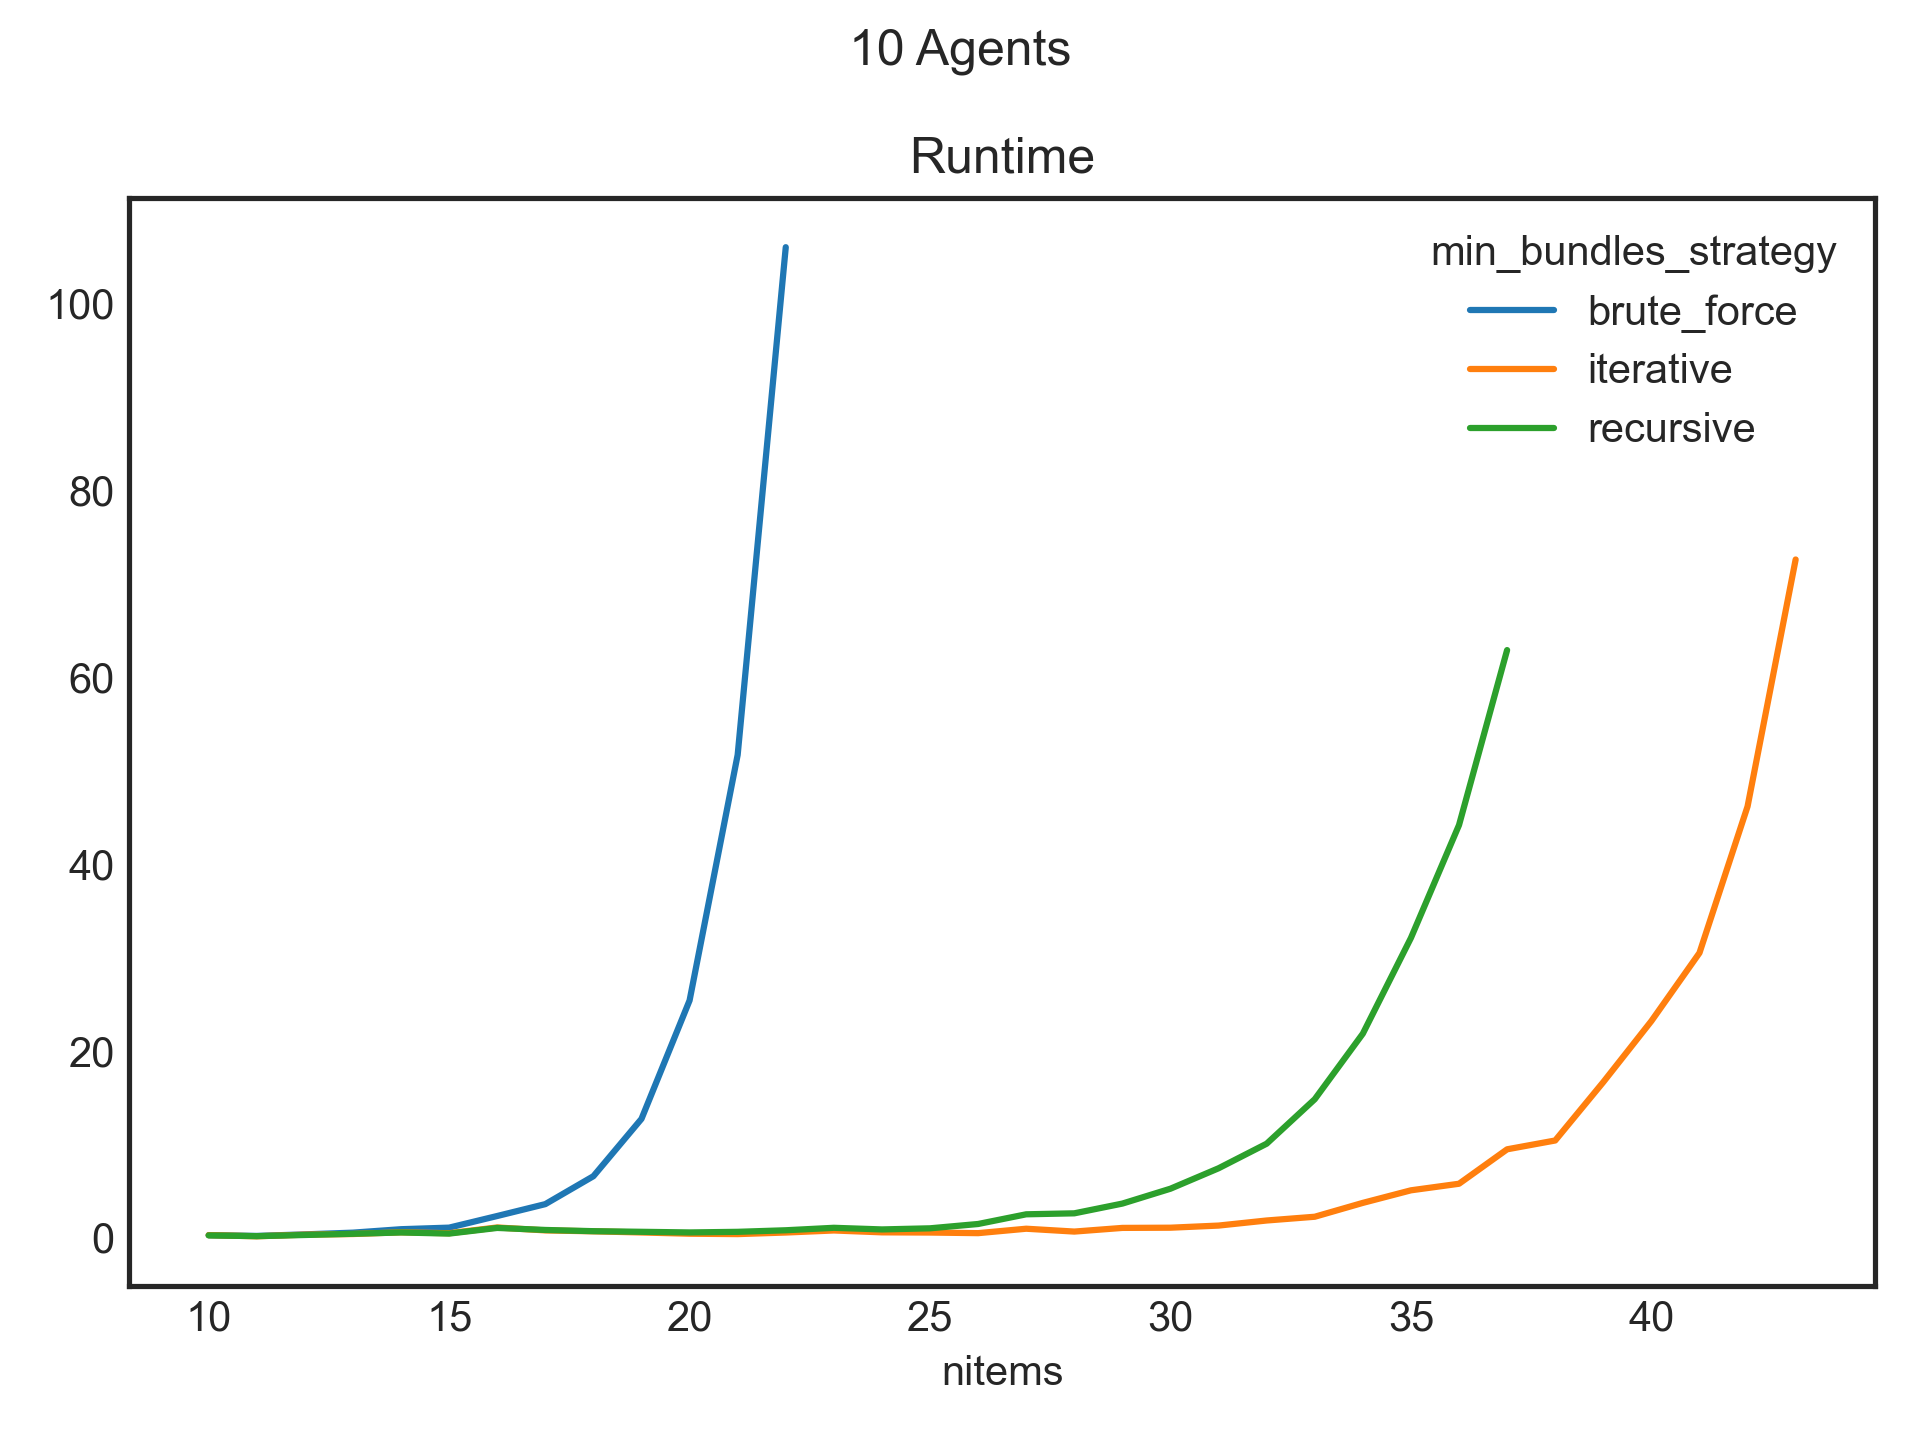 10 Agents
Runtime
min_bundles_strategy
brute_force
iterative
recursive
100
80
60
40
20
0
10 15 20 25 30 35 40
nitems